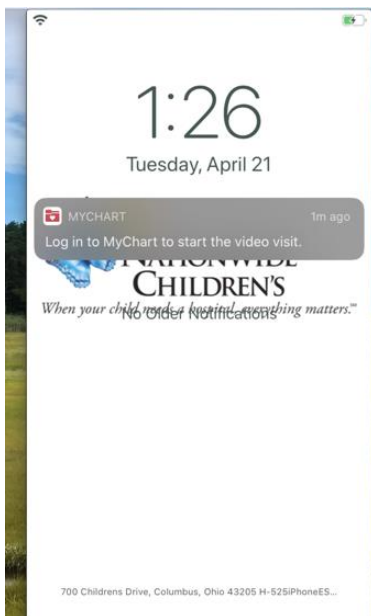 1:26
Tuesday, April 21
MYCHART 1m ago
Log in to MyChart to start the video visit.
NATIONWIDE
CHILDREN'S
When your child needs a hospital, everything matters.℠
No Older Notifications
700 Childrens Drive, Columbus, Ohio 43205 H-525iPhoneES...